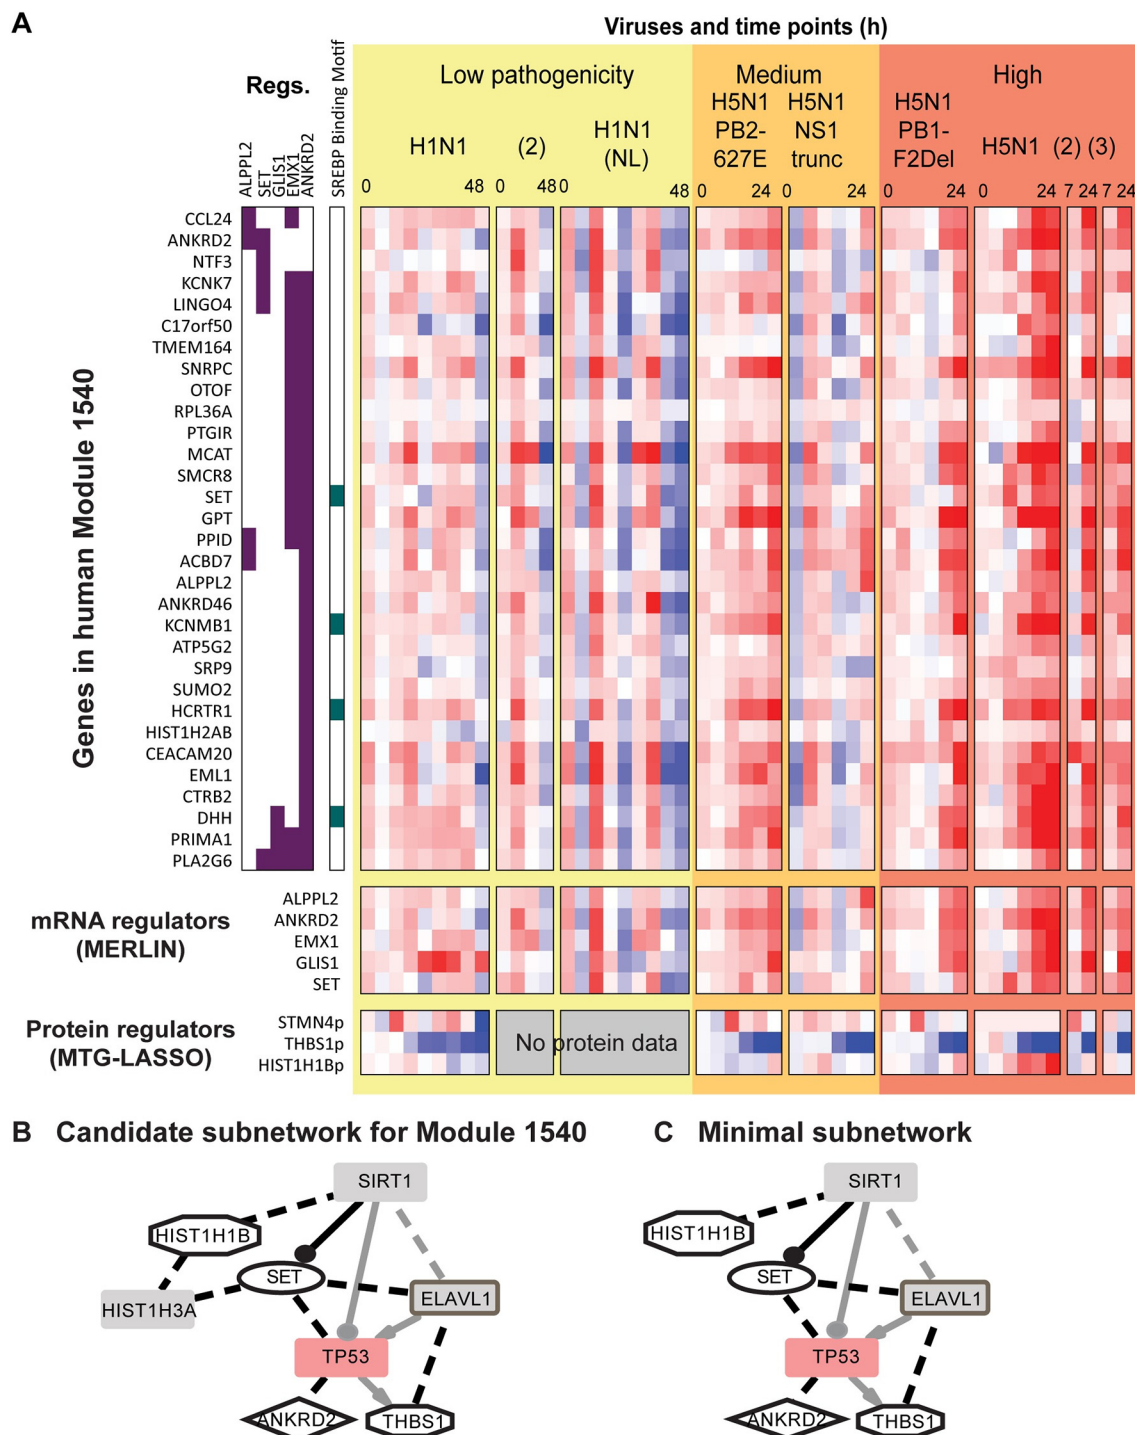 A
Viruses and time points (h)
Regs.
SREBP Binding Motif
Low pathogenicity
Medium
High
H1N1
(2)
H1N1
(NL)
H5N1
PB2-
627E
H5N1
NS1
trunc
H5N1
PB1-
F2Del
H5N1
(2)
(3)
ALPPL2
SET
GLIS1
EMX1
ANKRD2
0 48 0 48 0 48 0 24 0 24 0 24 0 24 7 24 7 24
Genes in human Module 1540
CCL24
ANKRD2
NTF3
KCNK7
LINGO4
C17orf50
TMEM164
SNRPC
OTOF
RPL36A
PTGIR
MCAT
SMCR8
SET
GPT
PPID
ACBD7
ALPPL2
ANKRD46
KCNMB1
ATP5G2
SRP9
SUMO2
HCRTR1
HIST1H2AB
CEACAM20
EML1
CTRB2
DHH
PRIMA1
PLA2G6
mRNA regulators
(MERLIN)
ALPPL2
ANKRD2
EMX1
GLIS1
SET
Protein regulators
(MTG-LASSO)
STMN4p
THBS1p
HIST1H1Bp
No protein data
B Candidate subnetwork for Module 1540
SIRT1
HIST1H1B
SET
HIST1H3A
ELAVL1
TP53
ANKRD2
THBS1
C Minimal subnetwork
SIRT1
HIST1H1B
SET
ELAVL1
TP53
ANKRD2
THBS1